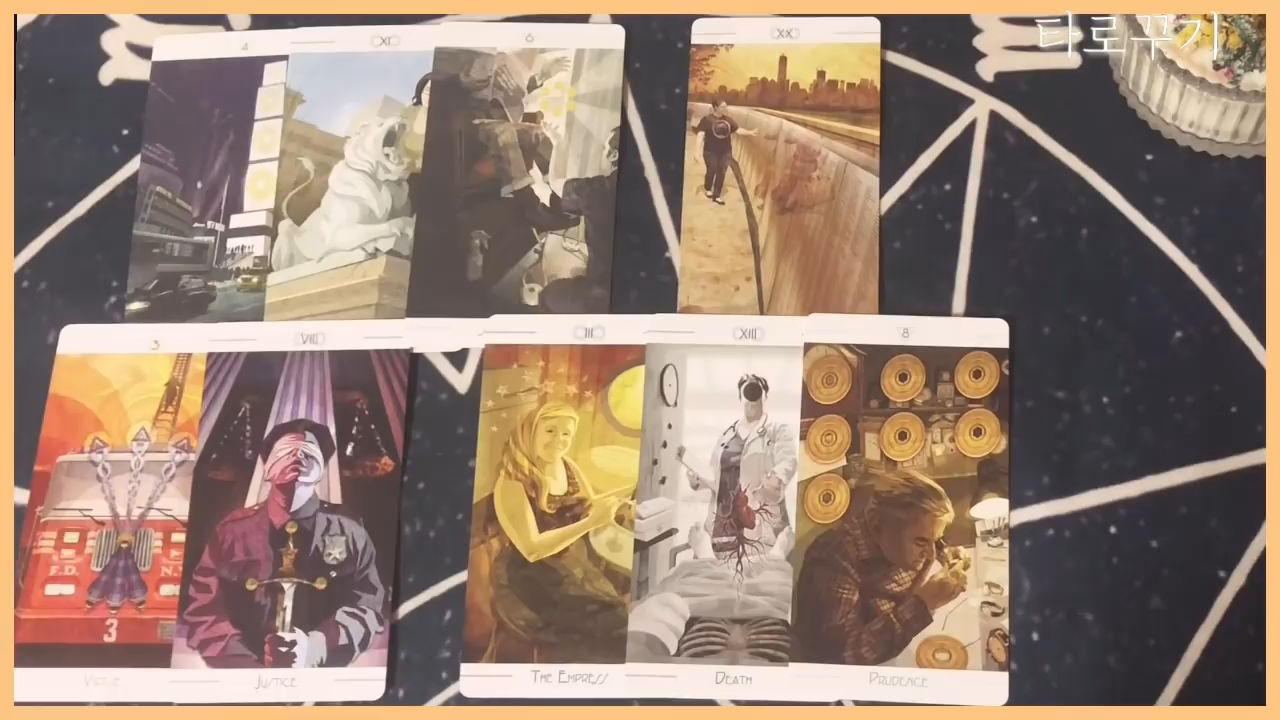 타로꾸기
4
XI
6
XX
3
VIII
III
XIII
8
F.D.
N.Y
3
JUSTICE
THE EMPRESS
DEATH
PRUDENCE